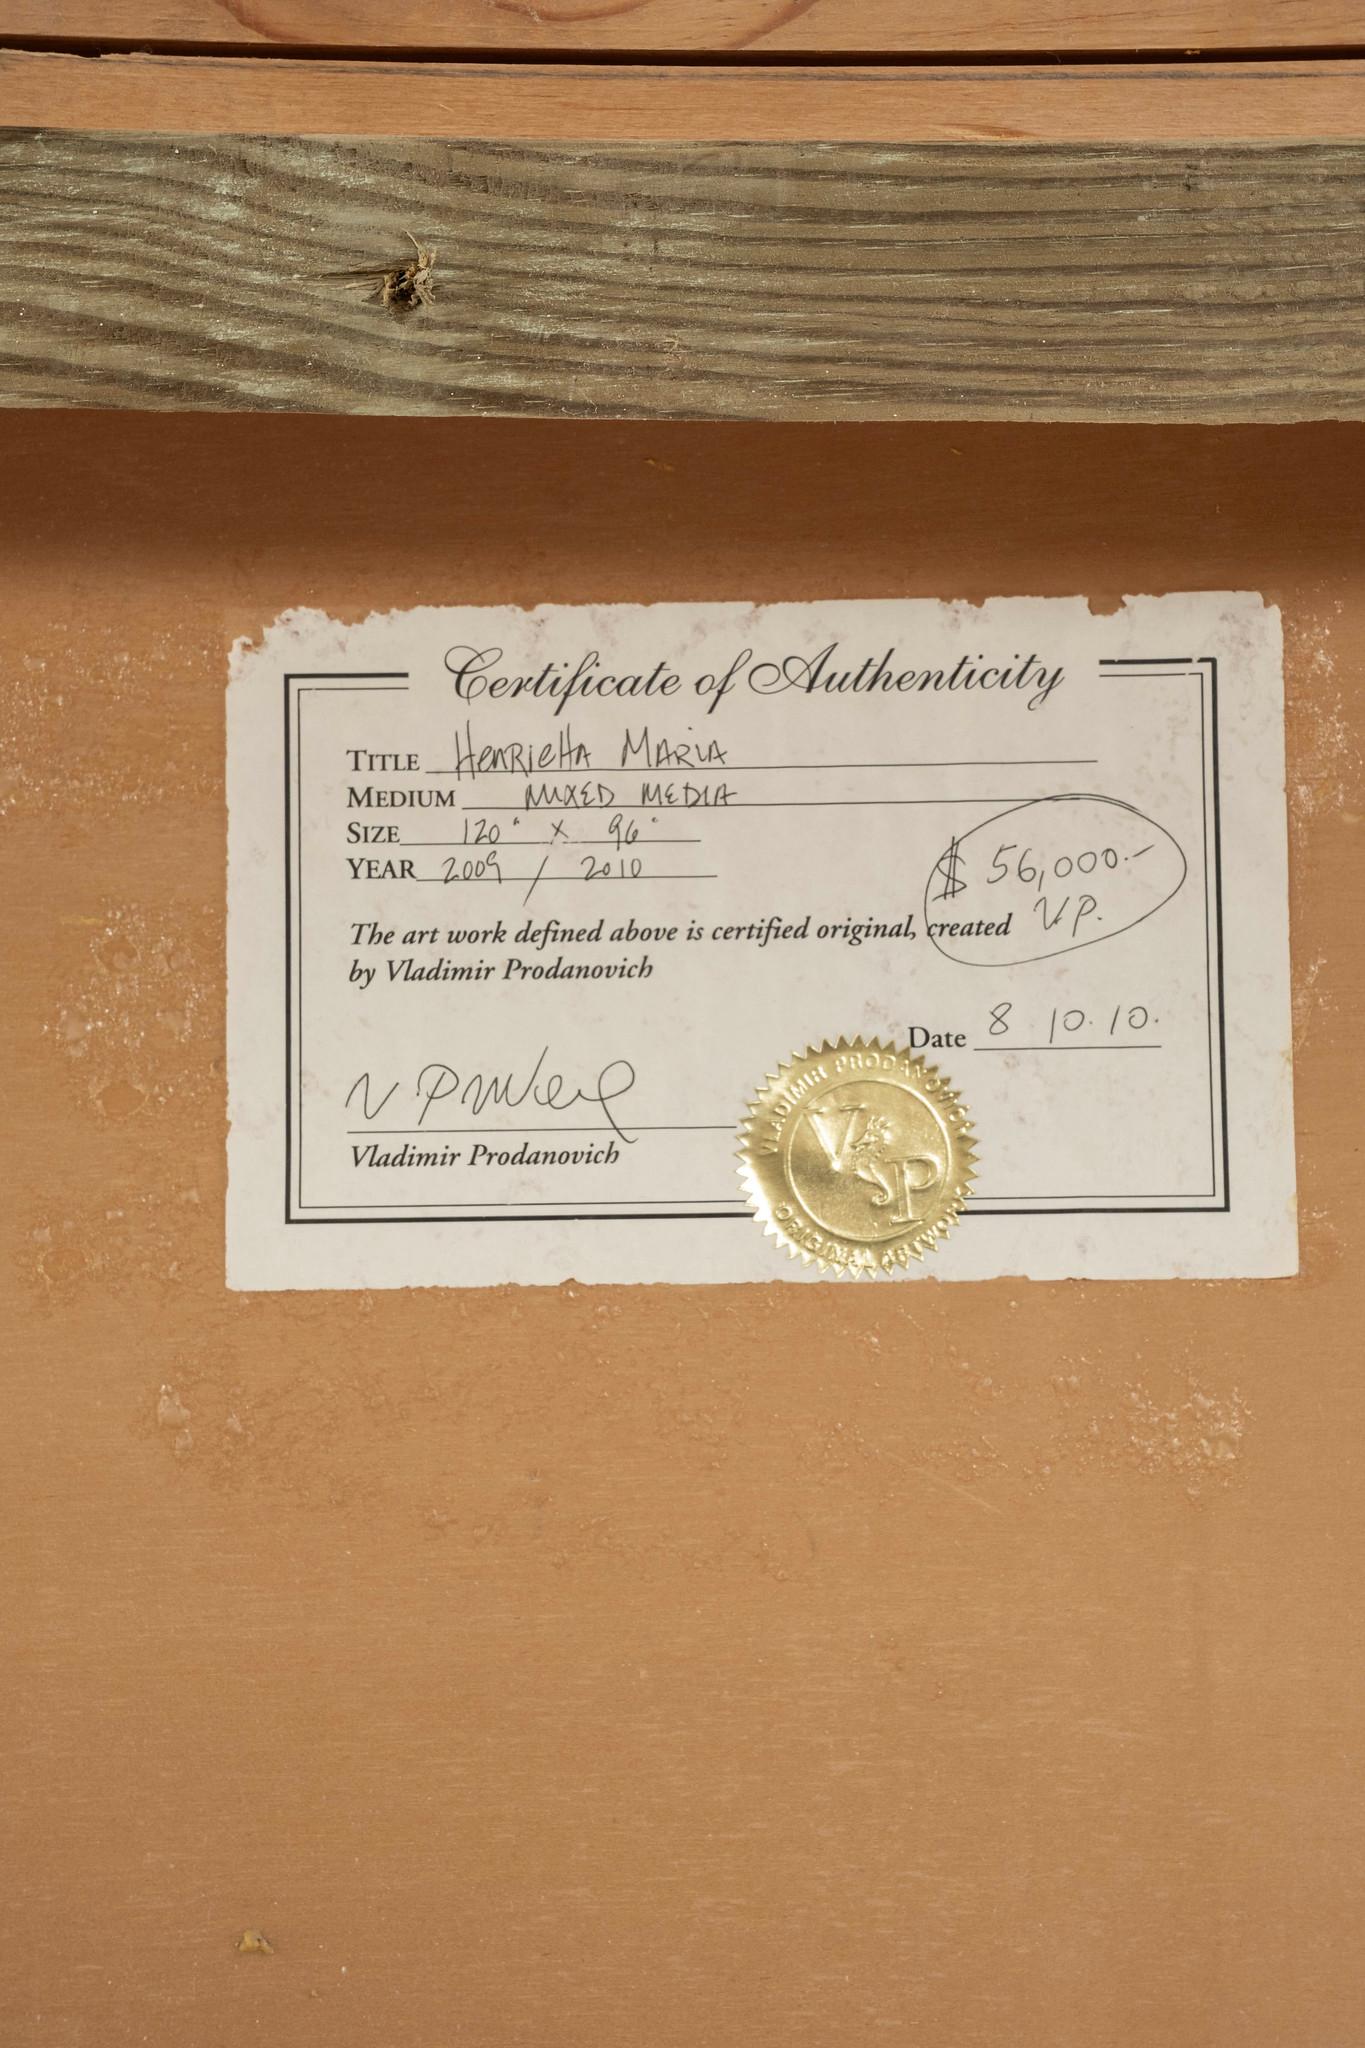 Certificate of Authenticity
TITLE Henrietta Maria
MEDIUM MIXED MEDIA
SIZE 120" x 96"
YEAR 2009 / 2010
$ 56,000.-
V.P.
The art work defined above is certified original, created
by Vladimir Prodanovich
Date 8 10. 10.
Vladimir Prodanovich
VLADIMIR PRODANOVICH
VP
ORIGINAL ARTWORK